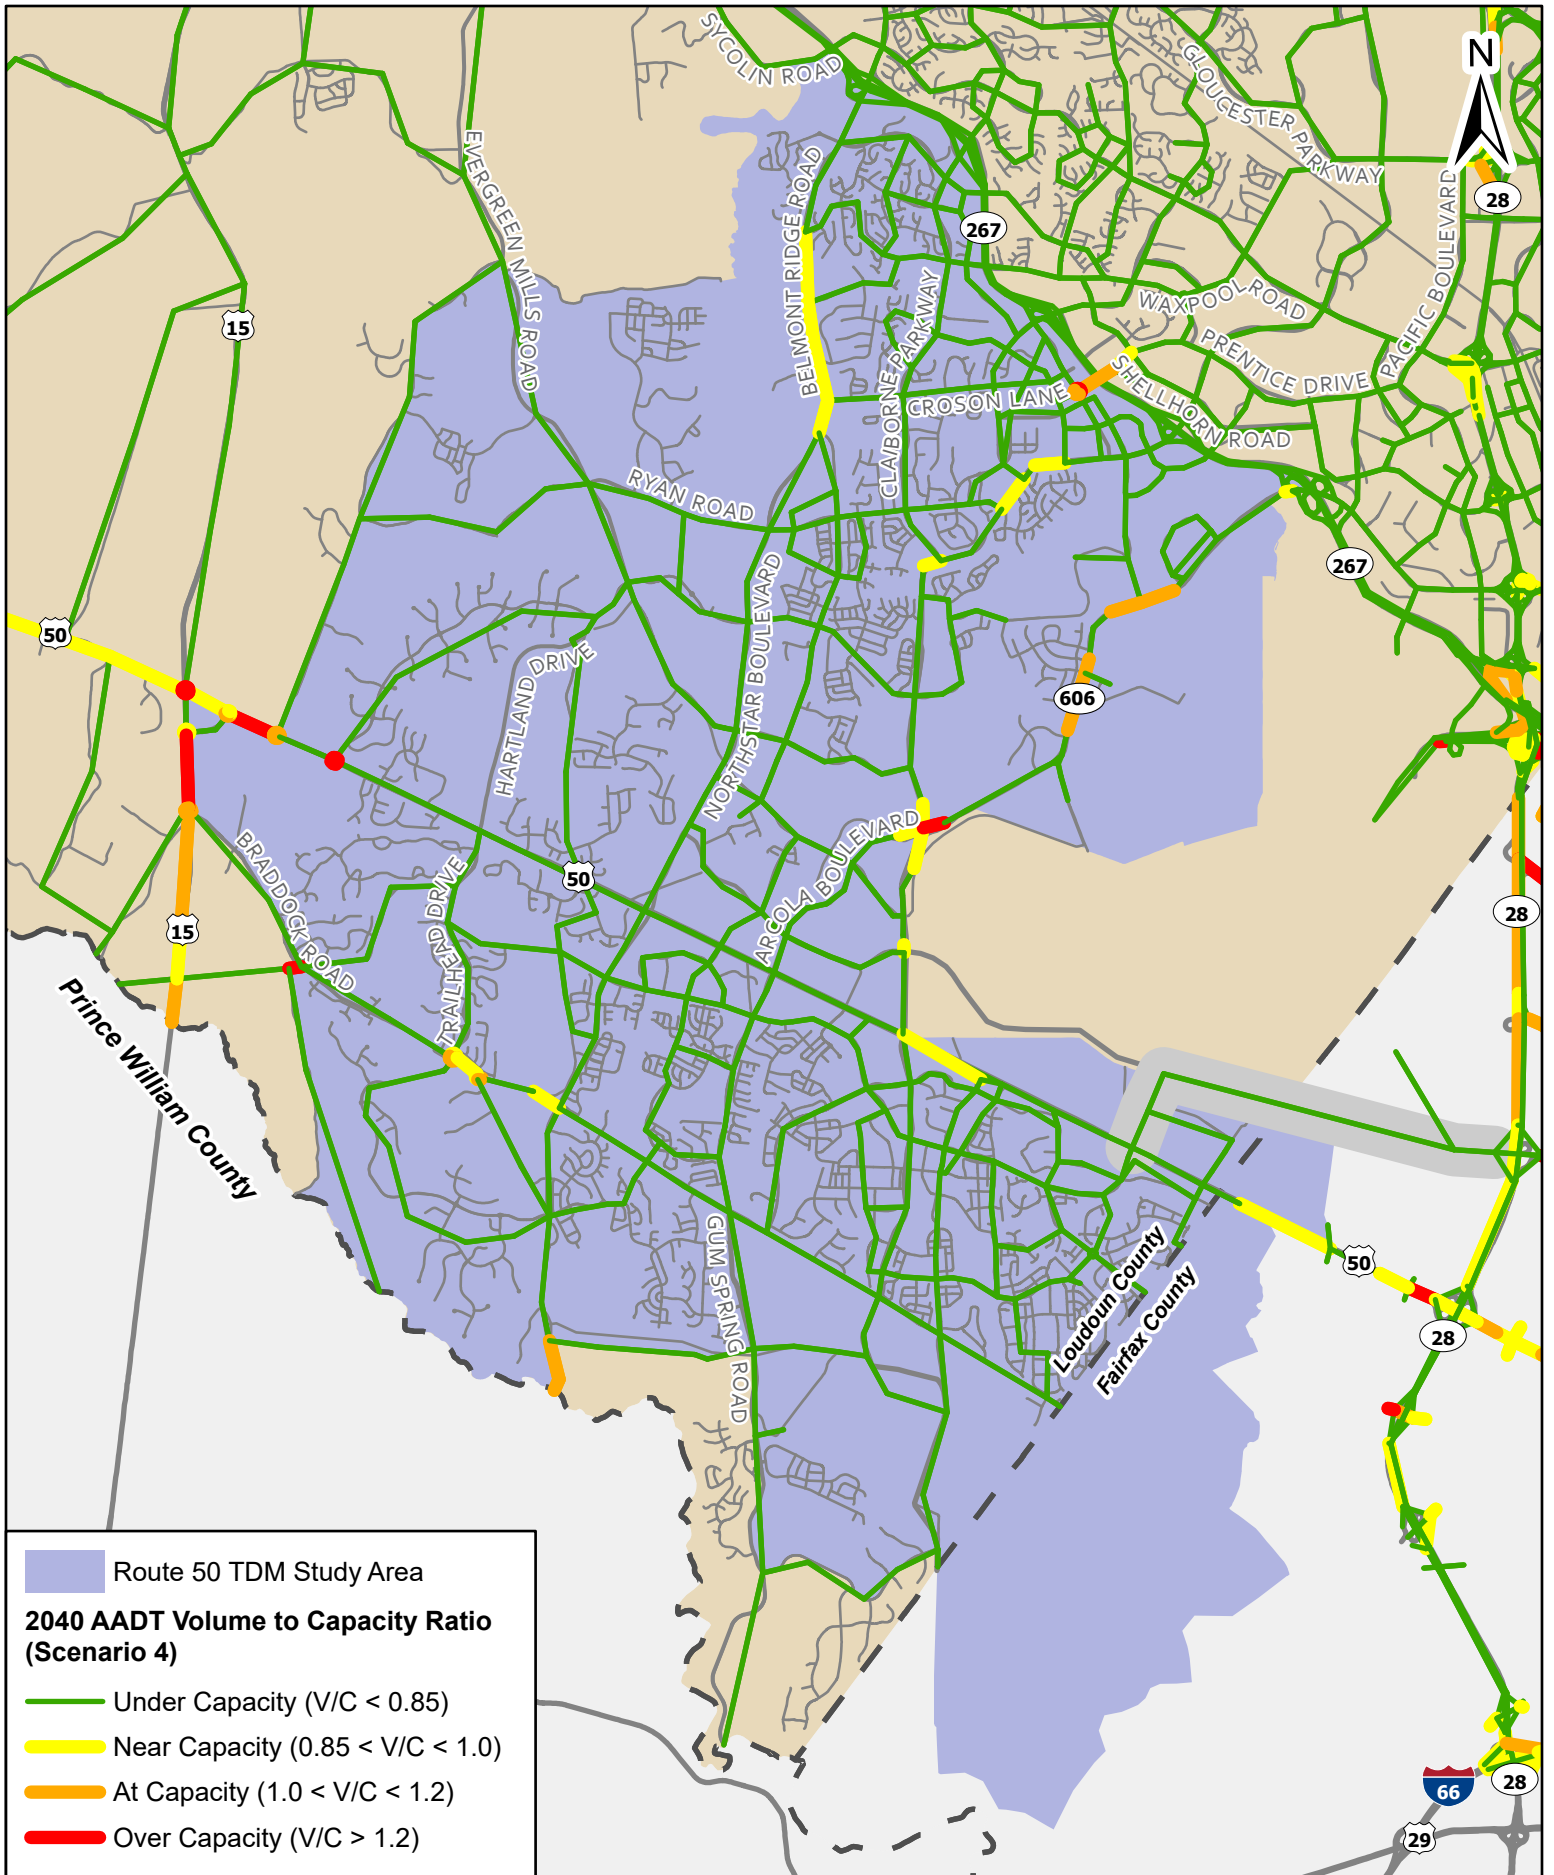 SYCOLIN ROAD
GLOUCESTER PARKWAY
N
28
EVERGREEN MILLS ROAD
BELMONT RIDGE ROAD
267
PACIFIC BOULEVARD
15
CLAIBORNE PARKWAY
WAXPOOL ROAD
PRENTICE DRIVE
SHELLHORN ROAD
CROSON LANE
RYAN ROAD
267
50
HARTLAND DRIVE
NORTHSTAR BOULEVARD
606
BRADDOCK ROAD
ARCOLA BOULEVARD
50
TRAILHEAD DRIVE
28
15
Prince William County
GUM SPRING ROAD
Loudoun County
Fairfax County
50
28
Route 50 TDM Study Area
2040 AADT Volume to Capacity Ratio
(Scenario 4)
Under Capacity (V/C < 0.85)
Near Capacity (0.85 < V/C < 1.0)
At Capacity (1.0 < V/C < 1.2)
Over Capacity (V/C > 1.2)
66
28
29